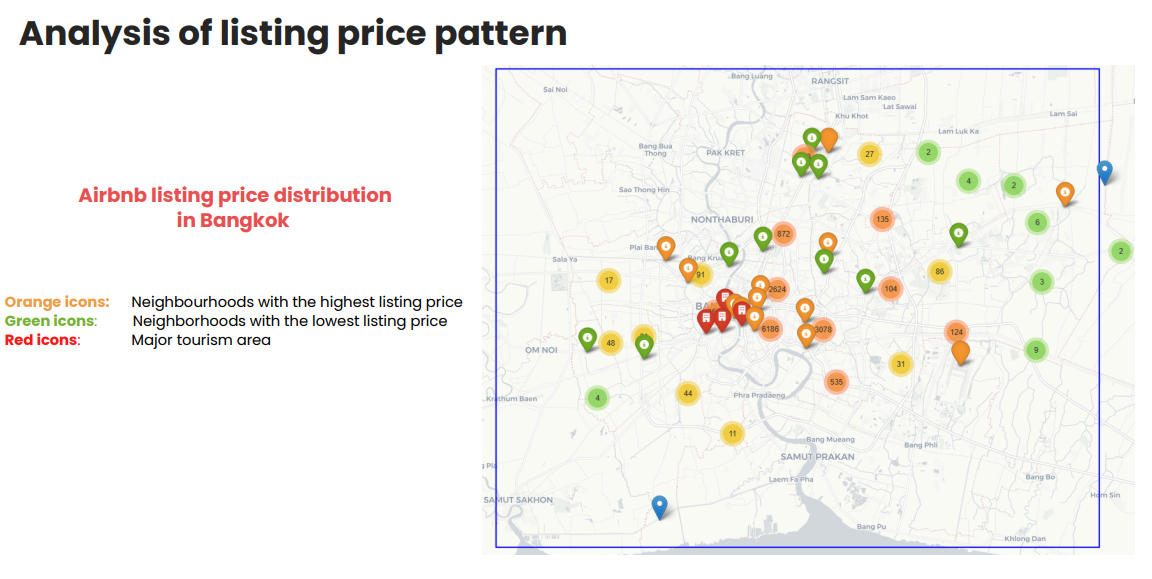 Analysis of listing price pattern
Airbnb listing price distribution
in Bangkok
Orange icons: Neighbourhoods with the highest listing price
Green icons: Neighborhoods with the lowest listing price
Red icons: Major tourism area
Bang Luang
RANGSIT
Sai Noi
Lam Sam Kaeo
Lat Sawai
Khu Khot
Lam Sai
Lam Luk Ka
Bang Bua
Thong
PAK KRET
27
2
4
2
Sao Thong Hin
NONTHABURI
135
6
872
Plai Ban
Bang Kru
Sala Ya
2
91
86
17
3
2624
104
BA
6186
3078
124
48
OM NOI
9
31
535
44
4
Krathum Baen
Phra Pradaeng
11
Bang Mueang
Bang Phli
SAMUT PRAKAN
Laem Fa Pha
Bang Bo
Hom Sin
SAMUT SAKHON
Bang Pu
Khlong Dan